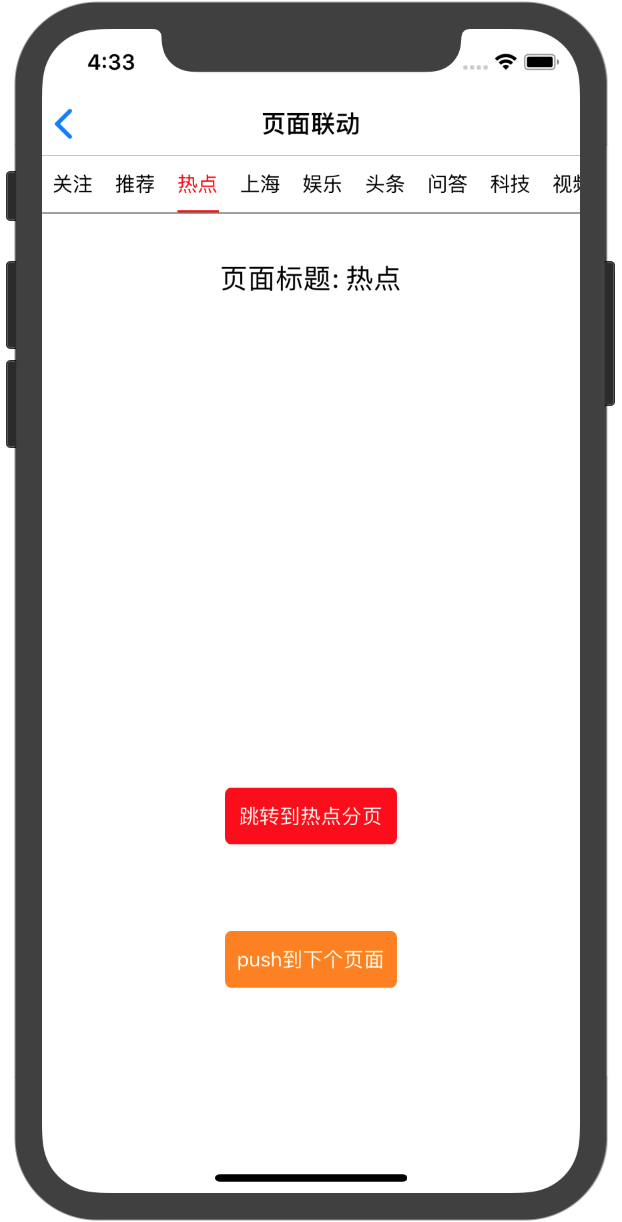 4:33
页面联动
关注 推荐 热点 上海 娱乐 头条 问答 科技 视频
页面标题: 热点
跳转到热点分页
push到下个页面